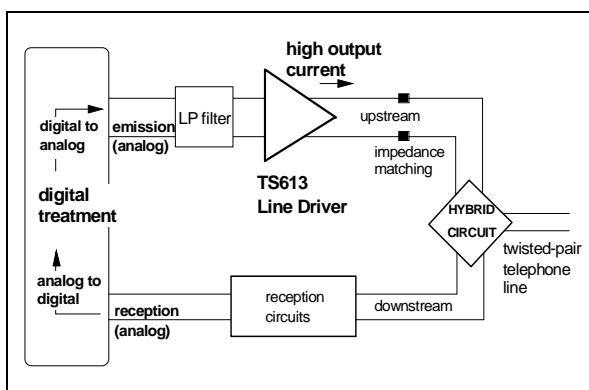 high output
current
LP filter
digital to
analog
emission
(analog)
upstream
impedance
matching
TS613
Line Driver
digital
treatment
HYBRID
CIRCUIT
twisted-pair
telephone
line
analog to
digital
reception
(analog)
reception
circuits
downstream